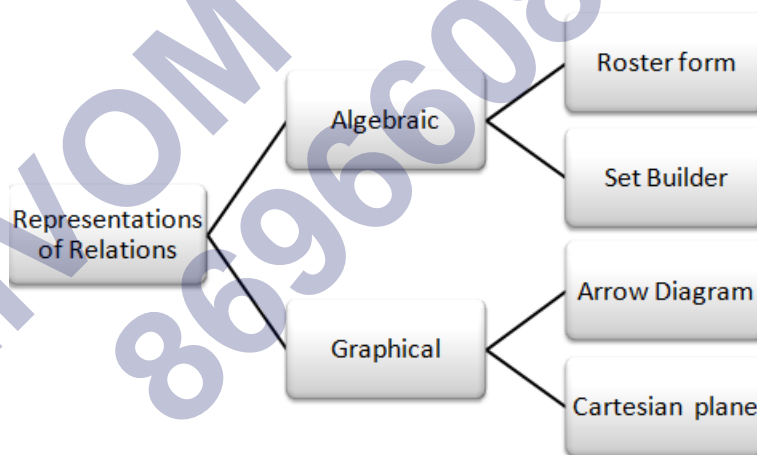 Representations
of Relations
Algebraic
Graphical
Roster form
Set Builder
Arrow Diagram
Cartesian plane